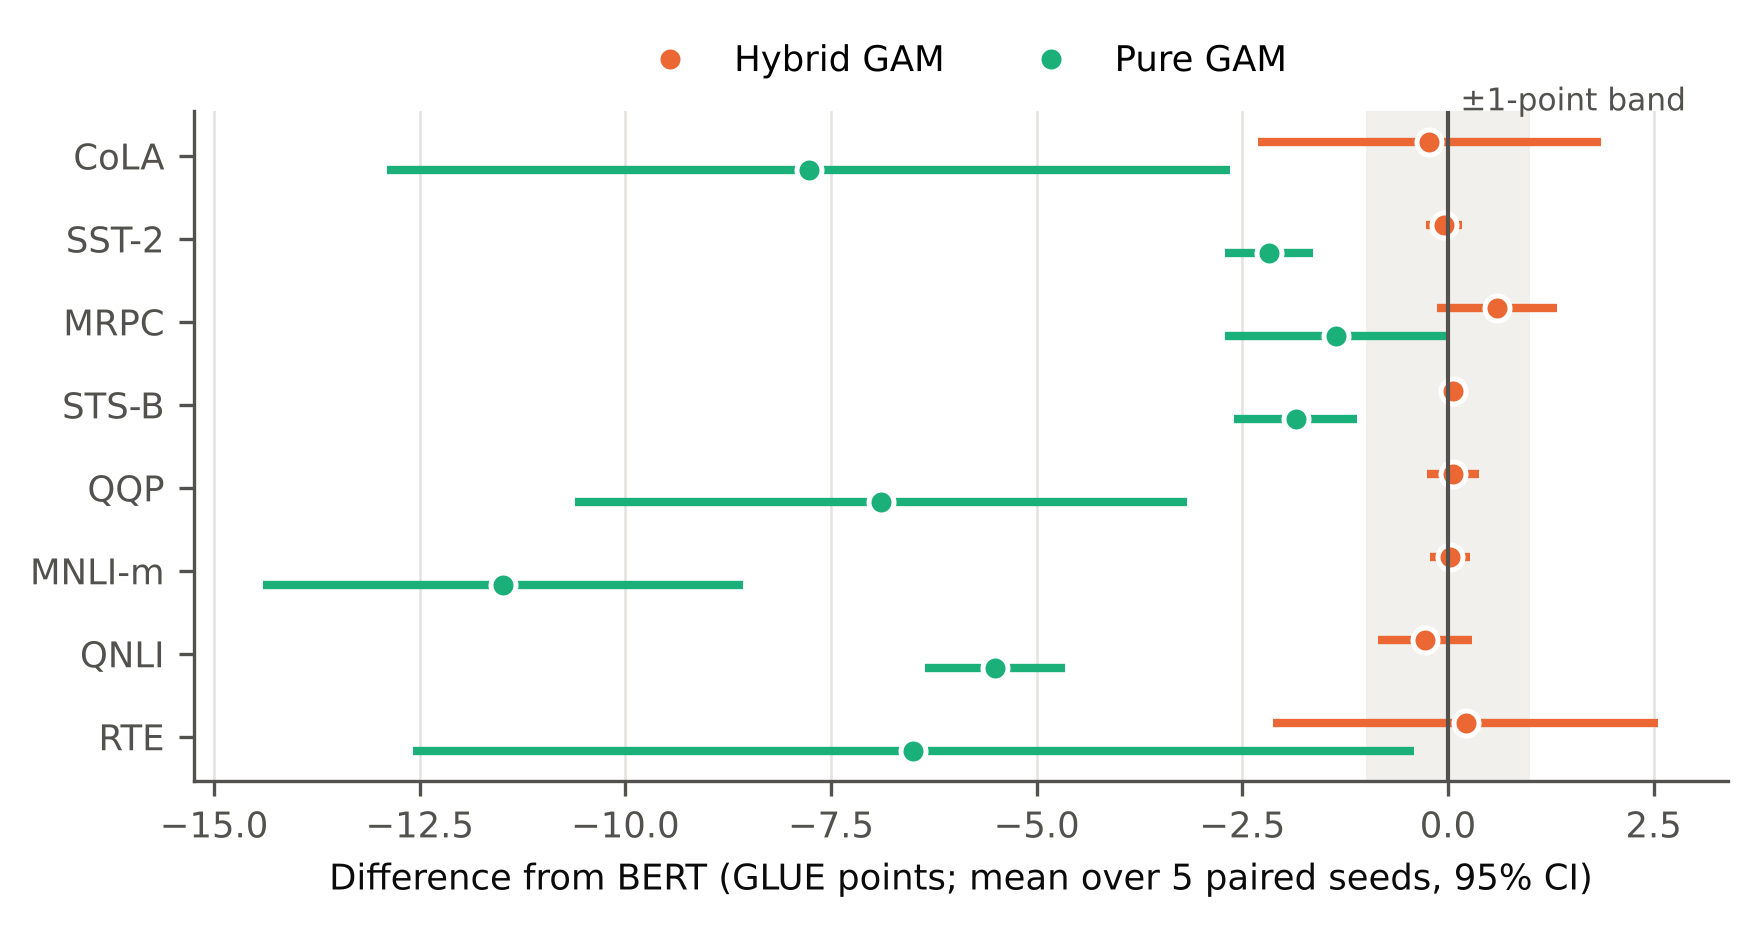 Hybrid GAM Pure GAM
±1-point band
CoLA
SST-2
MRPC
STS-B
QQP
MNLI-m
QNLI
RTE
−15.0 −12.5 −10.0 −7.5 −5.0 −2.5 0.0 2.5
Difference from BERT (GLUE points; mean over 5 paired seeds, 95% CI)